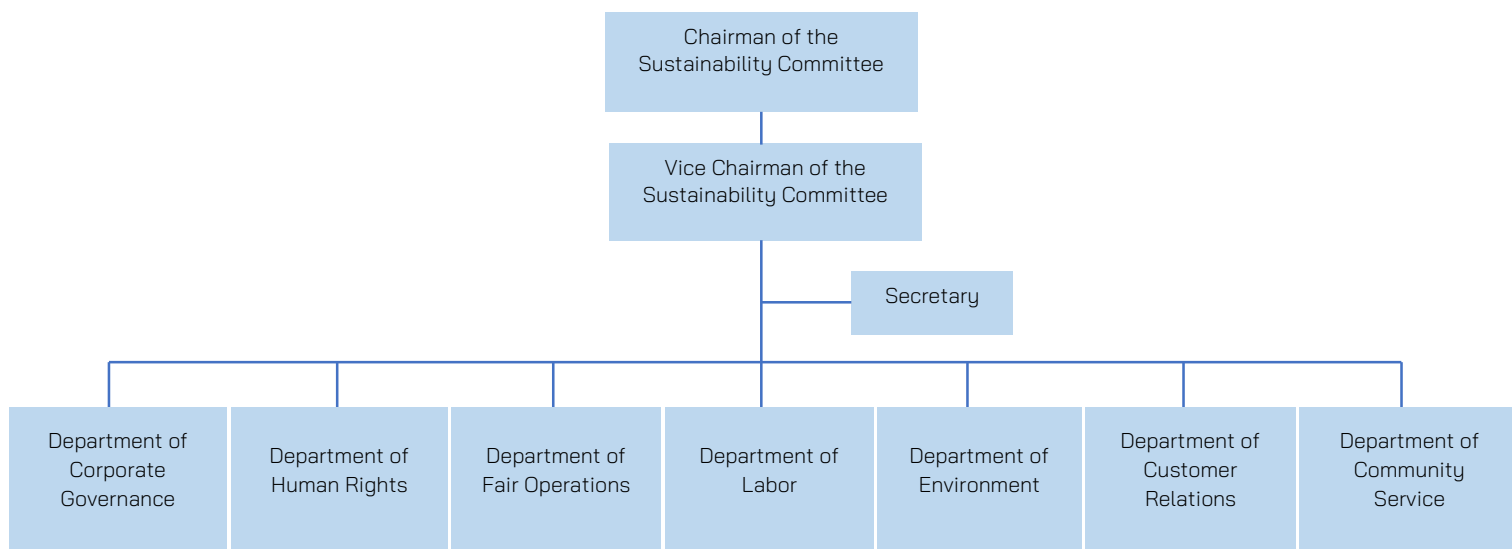 Chairman of the
Sustainability Committee
Vice Chairman of the
Sustainability Committee
Secretary
Department of
Corporate
Governance
Department of
Human Rights
Department of
Fair Operations
Department of
Labor
Department of
Environment
Department of
Customer
Relations
Department of
Community
Service